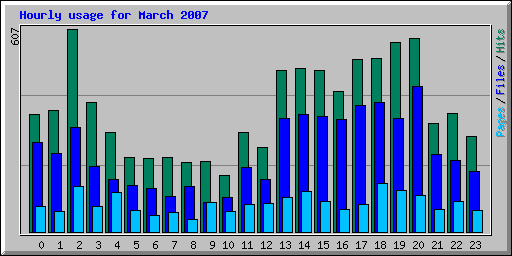 Hourly usage for March 2007
607
Pages / Files / Hits
0 1 2 3 4 5 6 7 8 9 10 11 12 13 14 15 16 17 18 19 20 21 22 23